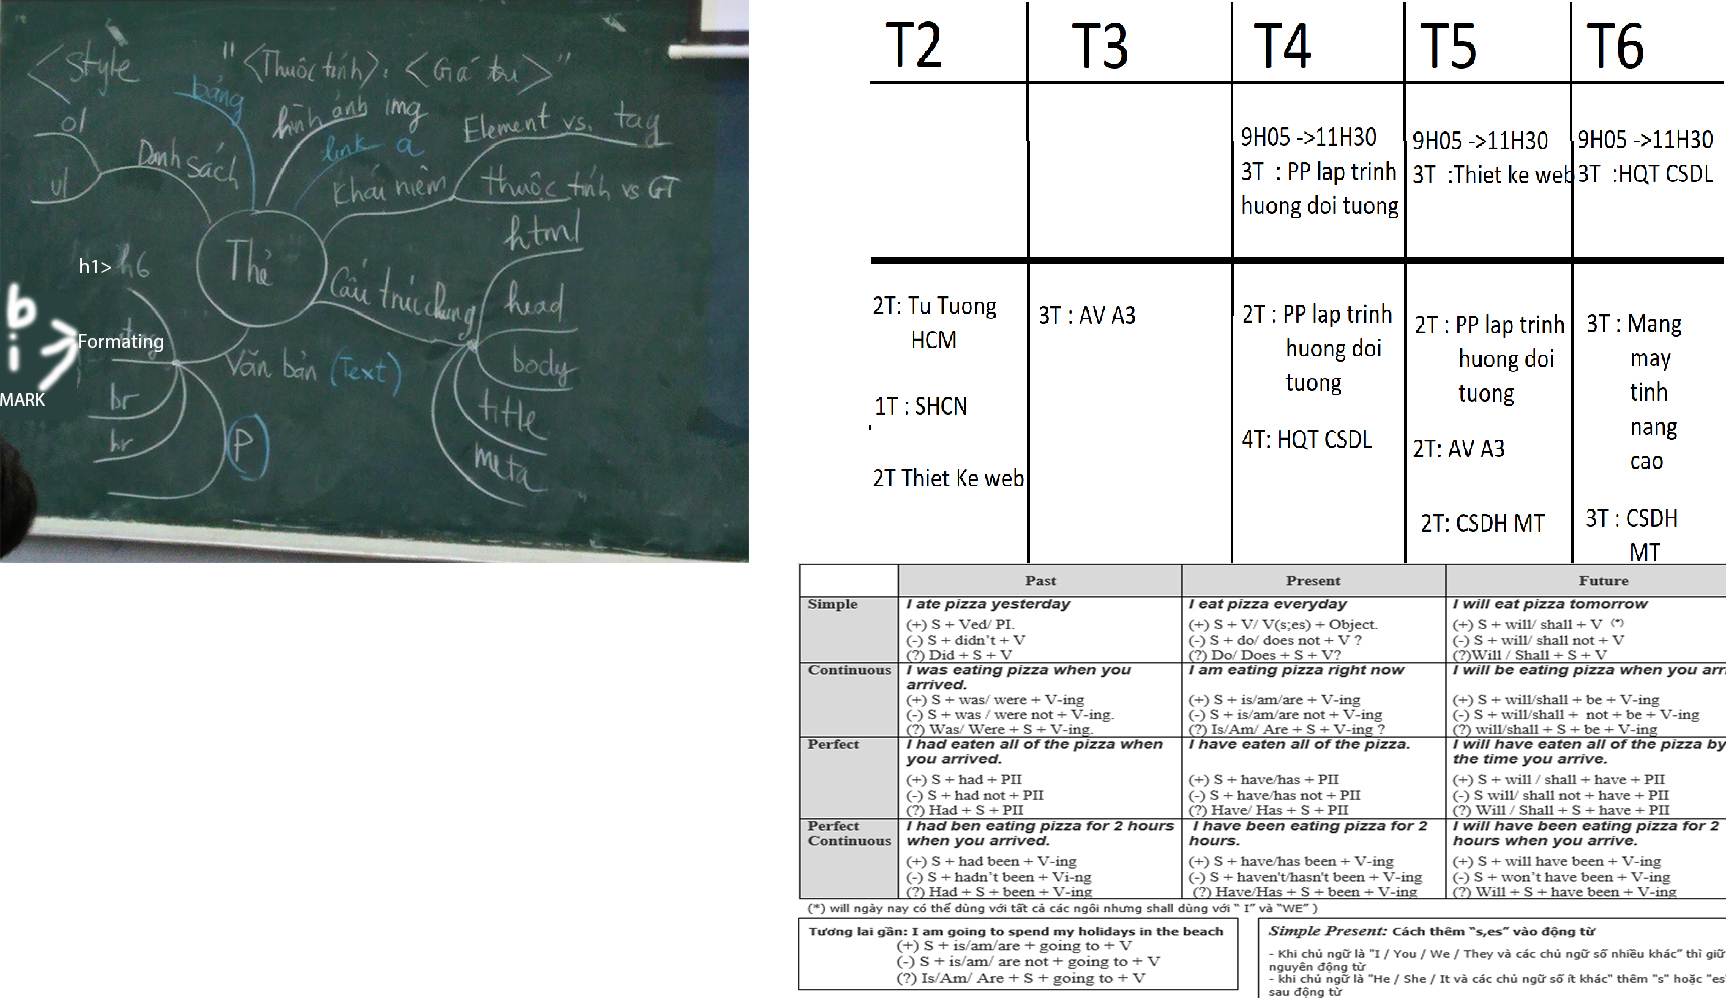 <style "<Thuộc tính>: <Giá trị>"
bảng
hình ảnh img
link a
Element vs. tag
Khái niệm
thuộc tính vs GT
ol
Danh sách
ul
Thẻ
html
Cấu trúc chung
head
body
title
meta
h1> h6
b
i
Formating
MARK
Văn bản (Text)
br
hr
P
T2 T3 T4 T5 T6
9H05 ->11H30
3T : PP lap trinh
huong doi tuong
9H05 ->11H30
3T :Thiet ke web
9H05 ->11H30
3T :HQT CSDL
2T: Tu Tuong
HCM
1T : SHCN
2T Thiet Ke web
3T : AV A3
2T : PP lap trinh
huong doi
tuong
4T: HQT CSDL
2T : PP lap trinh
huong doi
tuong
2T: AV A3
2T: CSDH MT
3T : Mang
may
tinh
nang
cao
3T : CSDH
MT
Past Present Future
Simple
I ate pizza yesterday
(+) S + Ved/ PI.
(-) S + didn't + V
(?) Did + S + V
I eat pizza everyday
(+) S + V/ V(s;es) + Object.
(-) S + do/ does not + V ?
(?) Do/ Does + S + V?
I will eat pizza tomorrow
(+) S + will/ shall + V (*)
(-) S + will/ shall not + V
(?)Will / Shall + S + V
Continuous
I was eating pizza when you
arrived.
(+) S + was/ were + V-ing
(-) S + was / were not + V-ing.
(?) Was/ Were + S + V-ing.
I am eating pizza right now
(+) S + is/am/are + V-ing
(-) S + is/am/are not + V-ing
(?) Is/Am/ Are + S + V-ing ?
I will be eating pizza when you arri
(+) S + will/shall + be + V-ing
(-) S + will/shall + not + be + V-ing
(?) will/shall + S + be + V-ing
Perfect
I had eaten all of the pizza when
you arrived.
(+) S + had + PII
(-) S + had not + PII
(?) Had + S + PII
I have eaten all of the pizza.
(+) S + have/has + PII
(-) S + have/has not + PII
(?) Have/ Has + S + PII
I will have eaten all of the pizza by
the time you arrive.
(+) S + will / shall + have + PII
(-) S will/ shall not + have + PII
(?) Will / Shall + S + have + PII
Perfect
Continuous
I had ben eating pizza for 2 hours
when you arrived.
(+) S + had been + V-ing
(-) S + hadn't been + Vi-ng
(?) Had + S + been + V-ing
I have been eating pizza for 2
hours.
(+) S + have/has been + V-ing
(-) S + haven't/hasn't been + V-ing
(?) Have/Has + S + been + V-ing
I will have been eating pizza for 2
hours when you arrive.
(+) S + will have been + V-ing
(-) S + won't have been + V-ing
(?) Will + S + have been + V-ing
(*) will ngày nay có thể dùng với tất cả các ngôi nhưng shall dùng với " I" và "WE" )
Tương lai gần: I am going to spend my holidays in the beach
(+) S + is/am/are + going to + V
(-) S + is/am/ are not + going to + V
(?) Is/Am/ Are + S + going to + V
Simple Present: Cách thêm "s,es" vào động từ
- Khi chủ ngữ là "I / You / We / They và các chủ ngữ số nhiều khác" thì giữ
nguyên động từ
- khi chủ ngữ là "He / She / It và các chủ ngữ số ít khác" thêm "s" hoặc "es"
sau động từ